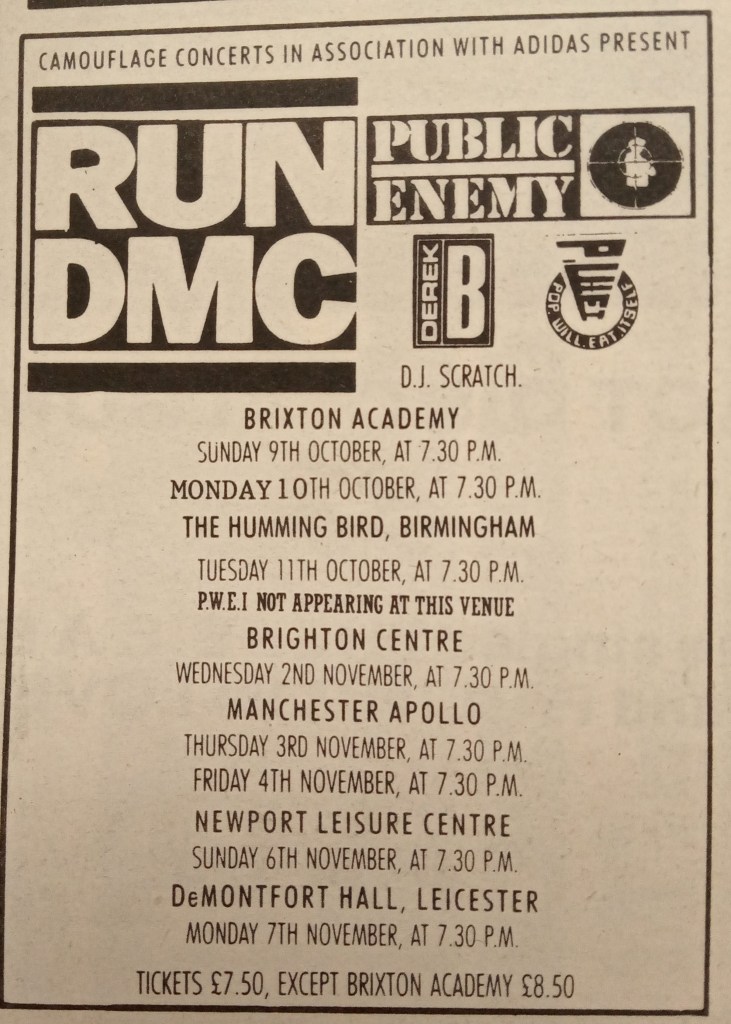 CAMOUFLAGE CONCERTS IN ASSOCIATION WITH ADIDAS PRESENT
RUN
DMC
PUBLIC
ENEMY
DEREK
B
PWEI
POP. WILL. EAT. ITSELF
D.J. SCRATCH.
BRIXTON ACADEMY
SUNDAY 9TH OCTOBER, AT 7.30 P.M.
MONDAY 10TH OCTOBER, AT 7.30 P.M.
THE HUMMING BIRD, BIRMINGHAM
TUESDAY 11TH OCTOBER, AT 7.30 P.M.
P.W.E.I NOT APPEARING AT THIS VENUE
BRIGHTON CENTRE
WEDNESDAY 2ND NOVEMBER, AT 7.30 P.M.
MANCHESTER APOLLO
THURSDAY 3RD NOVEMBER, AT 7.30 P.M.
FRIDAY 4TH NOVEMBER, AT 7.30 P.M.
NEWPORT LEISURE CENTRE
SUNDAY 6TH NOVEMBER, AT 7.30 P.M.
DeMONTFORT HALL, LEICESTER
MONDAY 7TH NOVEMBER, AT 7.30 P.M.
TICKETS £7.50, EXCEPT BRIXTON ACADEMY £8.50